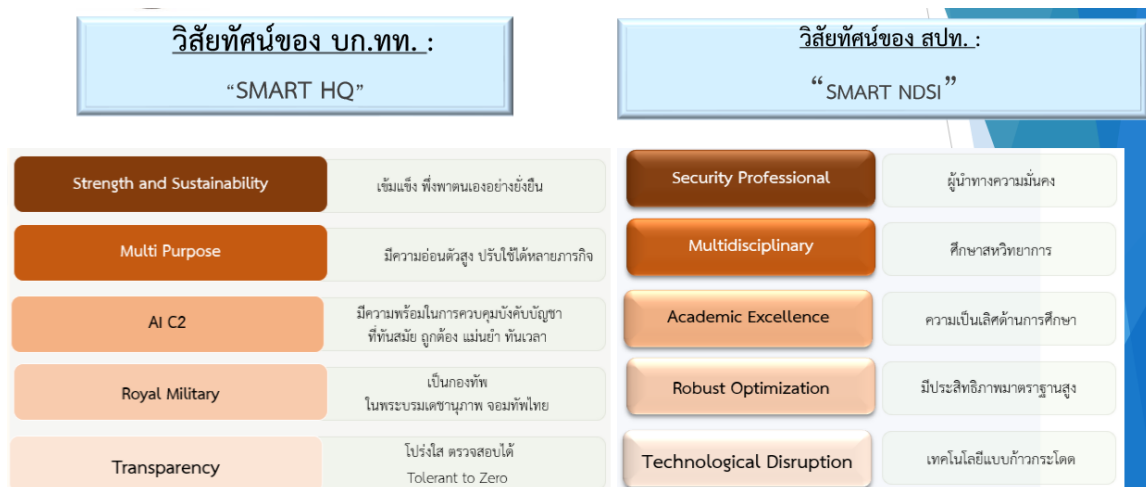 วิสัยทัศน์ของ บก.ทท. :
“SMART HQ”
Strength and Sustainability
เข้มแข็ง พึ่งพาตนเองอย่างยั่งยืน
Multi Purpose
มีความอ่อนตัวสูง ปรับใช้ได้หลายภารกิจ
AI C2
มีความพร้อมในการควบคุมบังคับบัญชา
ที่ทันสมัย ถูกต้อง แม่นยำ ทันเวลา
Royal Military
เป็นกองทัพ
ในพระบรมเดชานุภาพ จอมทัพไทย
Transparency
โปร่งใส ตรวจสอบได้
Tolerant to Zero
วิสัยทัศน์ของ สปท. :
“SMART NDSI”
Security Professional
ผู้นำทางความมั่นคง
Multidisciplinary
ศึกษาสหวิทยาการ
Academic Excellence
ความเป็นเลิศด้านการศึกษา
Robust Optimization
มีประสิทธิภาพมาตราฐานสูง
Technological Disruption
เทคโนโลยีแบบก้าวกระโดด